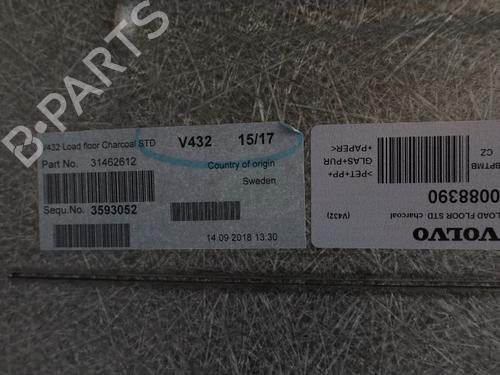 B-PARTS
V432 Load floor Charcoal STD
V432 15/17
Part No. 31462612
Country of origin
Sweden
Sequ.No. 3593052
14.09.2018 13:30
VOLVO
LOAD FLOOR STD charcoal
(V432)
0088390
>PET+PP+
GLAS+PUR
+PAPER<
BPTMB
CZ